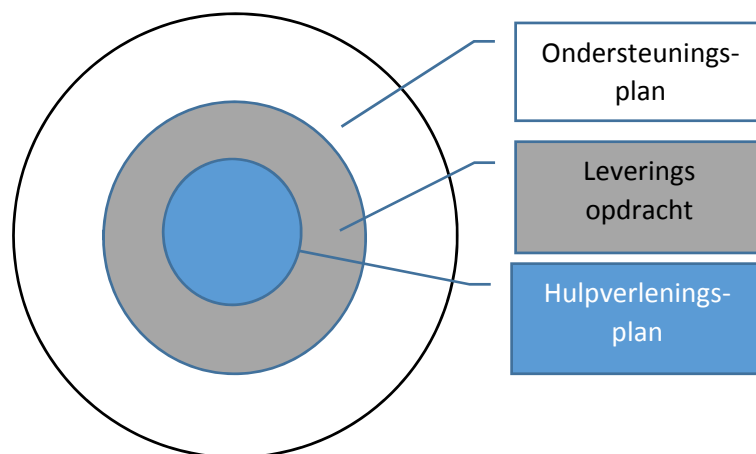 Ondersteunings-
plan
Leverings
opdracht
Hulpverlenings-
plan